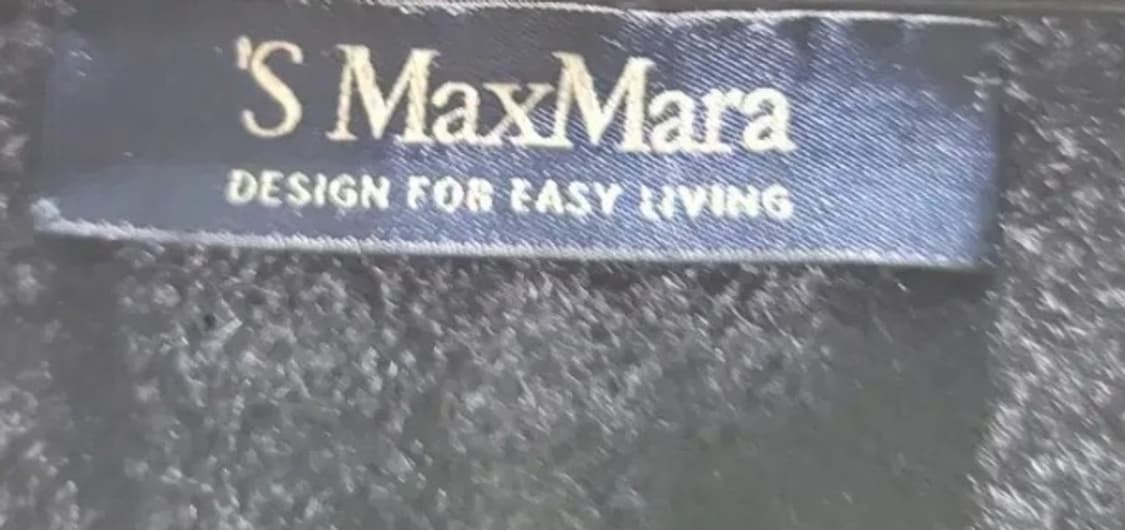 'S MaxMara
DESIGN FOR EASY LIVING